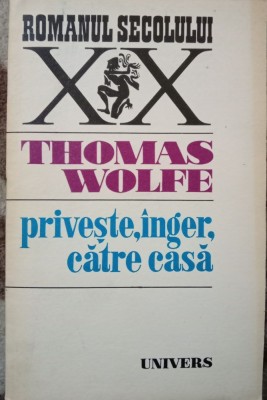 ROMANUL SECOLULUI
XX
THOMAS
WOLFE
privește, înger,
către casă
UNIVERS